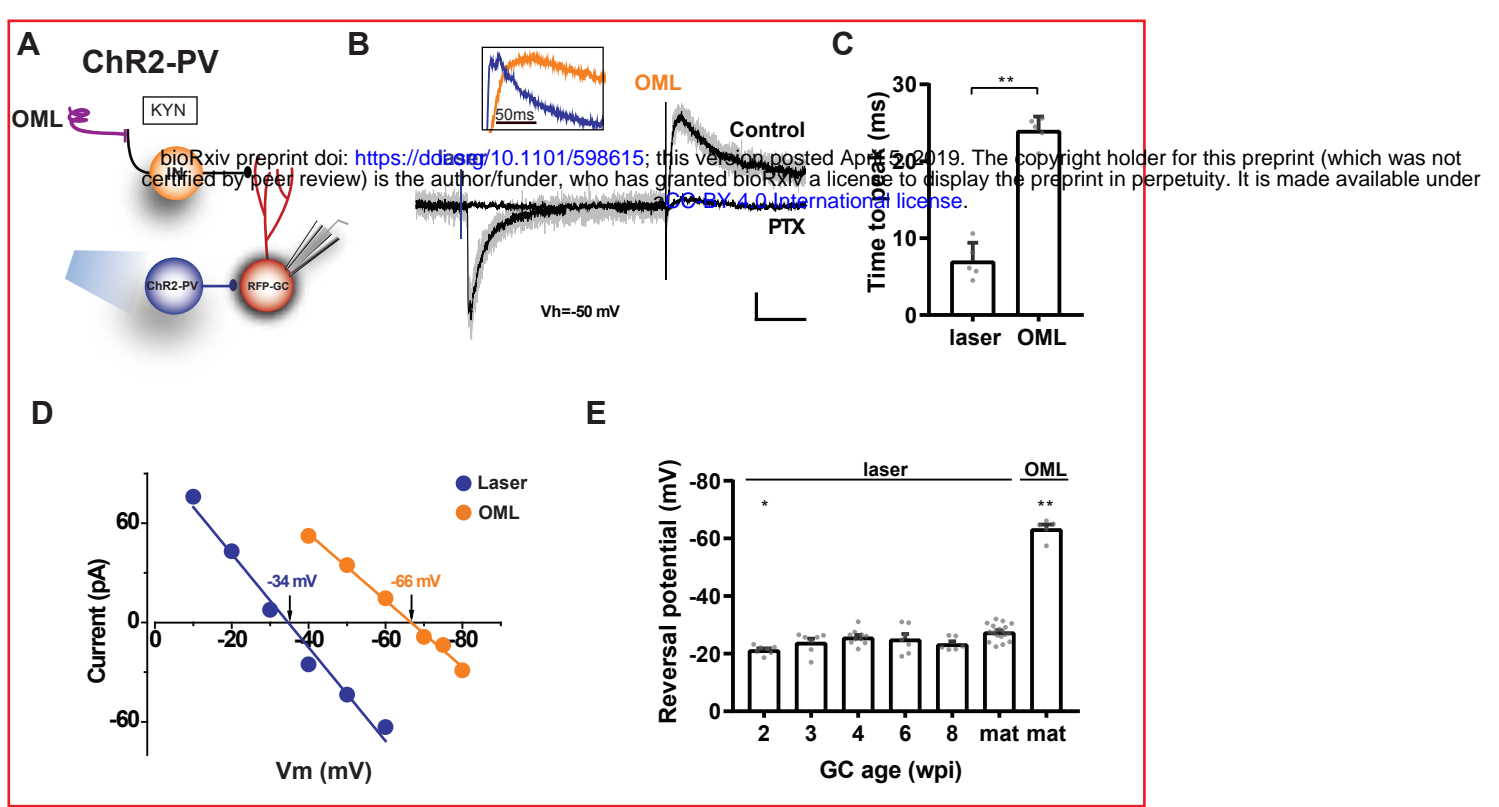 A
ChR2-PV
OML
KYN
IN
ChR2-PV
RFP-GC
B
50ms
OML
Control
PTX
Vh=-50 mV
bioRxiv preprint doi: https://doi.org/10.1101/598615; this version posted April 5, 2019. The copyright holder for this preprint (which was not
certified by peer review) is the author/funder, who has granted bioRxiv a license to display the preprint in perpetuity. It is made available under
aCC-BY 4.0 International license.
laser
C
Time to peak (ms)
30
20
10
0
**
laser OML
D
Current (pA)
60
0
-60
0 -20 -40 -60 -80
-34 mV
-66 mV
Laser
OML
Vm (mV)
E
Reversal potential (mV)
-80
-60
-40
-20
0
laser
OML
*
**
2 3 4 6 8 mat mat
GC age (wpi)